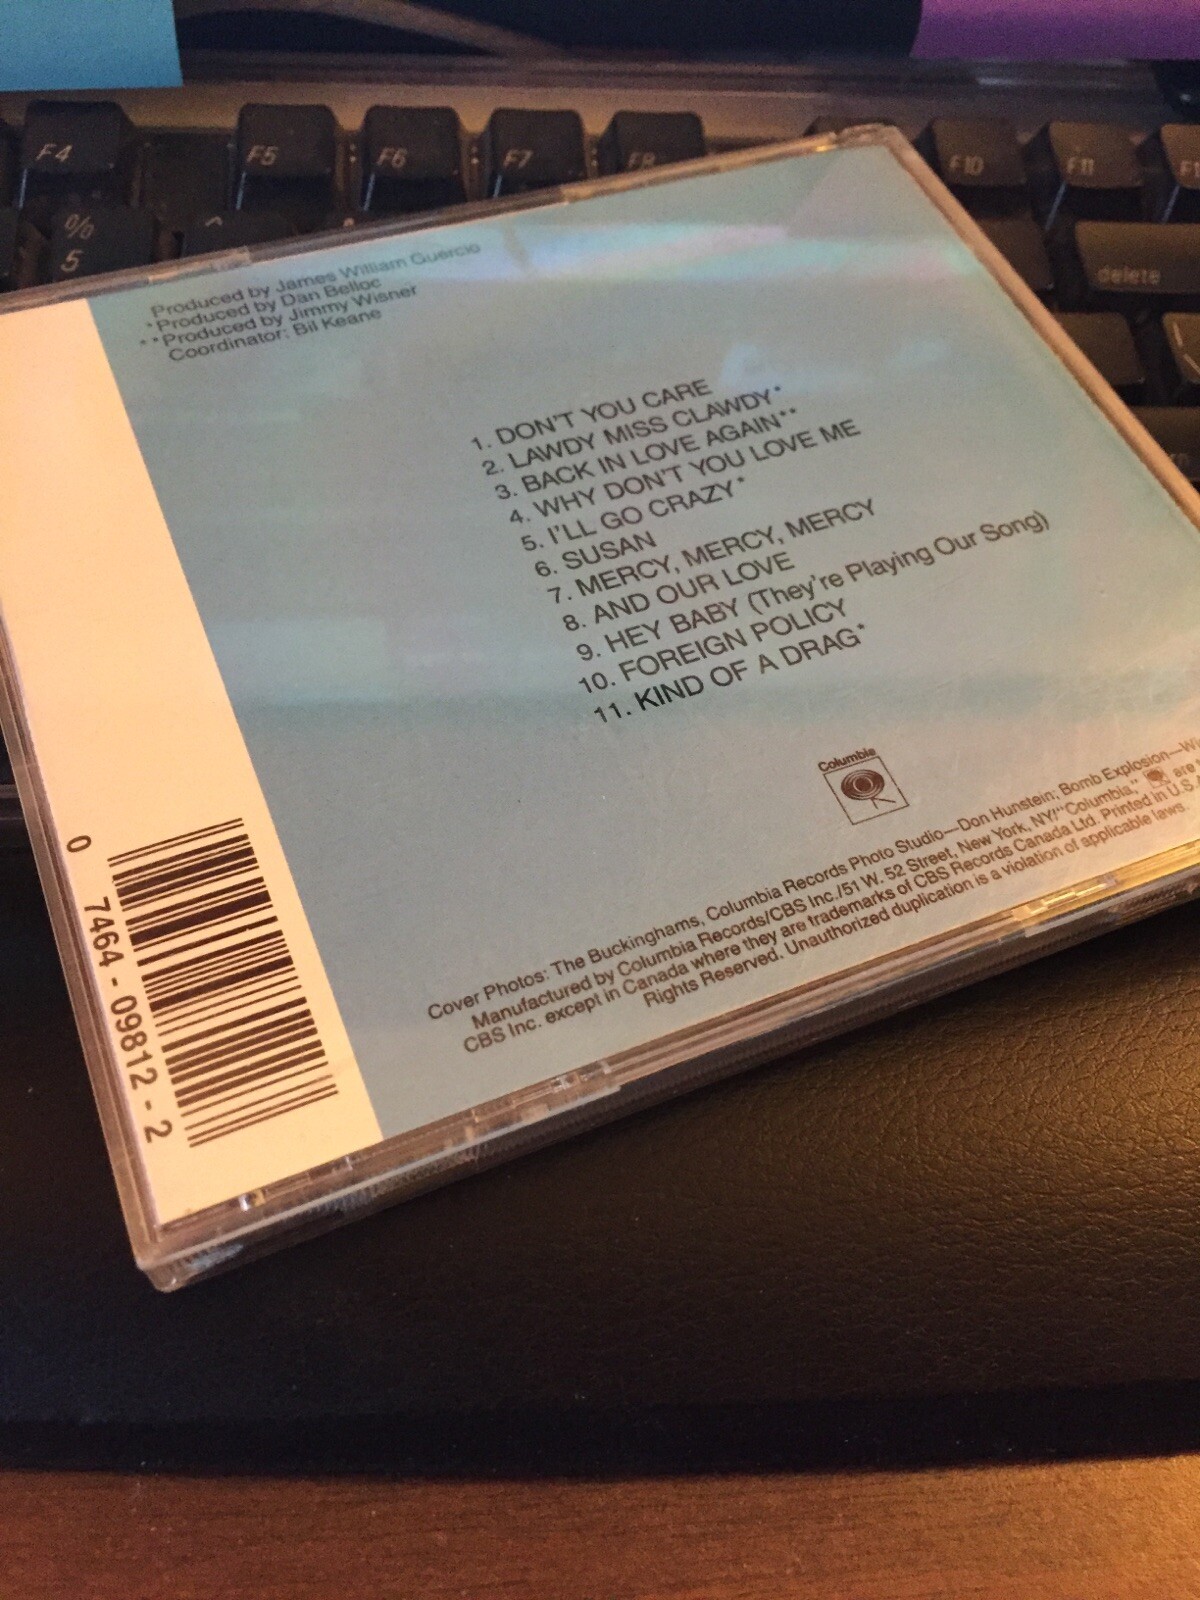 F4
F5
F6
F7
F8
F10
F11
F1
%
5
^
delete
Produced by James William Guercio
*Produced by Dan Belloc
**Produced by Jimmy Wisner
Coordinator: Bil Keane
1. DON'T YOU CARE
2. LAWDY MISS CLAWDY*
3. BACK IN LOVE AGAIN**
4. WHY DON'T YOU LOVE ME
5. I'LL GO CRAZY*
6. SUSAN
7. MERCY, MERCY, MERCY
8. AND OUR LOVE
9. HEY BABY (They're Playing Our Song)
10. FOREIGN POLICY
11. KIND OF A DRAG*
Columbia
Cover Photos: The Buckinghams, Columbia Records Photo Studio—Don Hunstein; Bomb Explosion—
Manufactured by Columbia Records/CBS Inc./51 W. 52 Street, New York, NY/"Columbia," are
CBS Inc. except in Canada where they are trademarks of CBS Records Canada Ltd. Printed in U.S.
Rights Reserved. Unauthorized duplication is a violation of applicable laws.
0 7464-09812-2